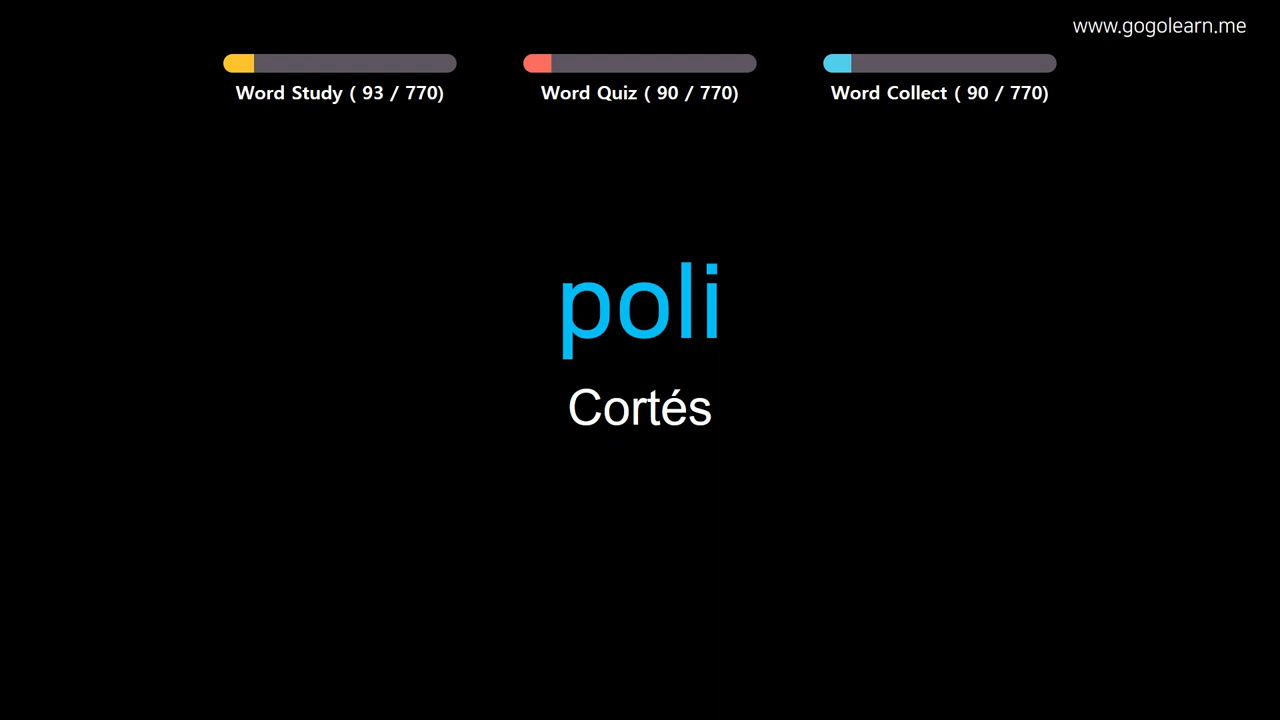 www.gogolearn.me
Word Study ( 93 / 770)
Word Quiz ( 90 / 770)
Word Collect ( 90 / 770)
poli
Cortés